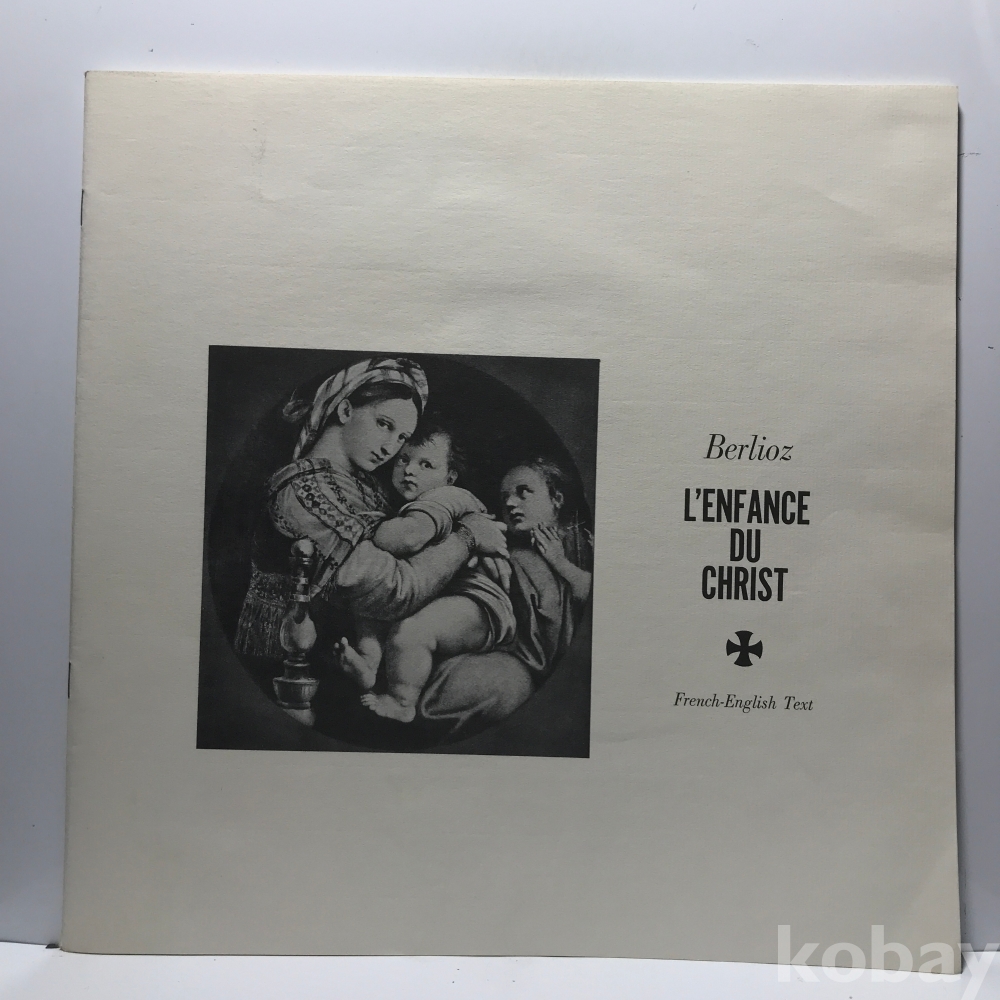 Berlioz
L'ENFANCE
DU
CHRIST
French-English Text
kobay